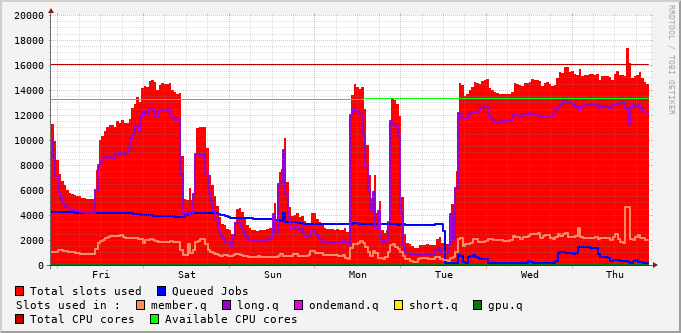 RRDTOOL / TOBI OETIKER
20000
18000
16000
14000
12000
10000
8000
6000
4000
2000
0
Fri Sat Sun Mon Tue Wed Thu
Total slots used Queued Jobs
Slots used in : member.q long.q ondemand.q short.q gpu.q
Total CPU cores Available CPU cores